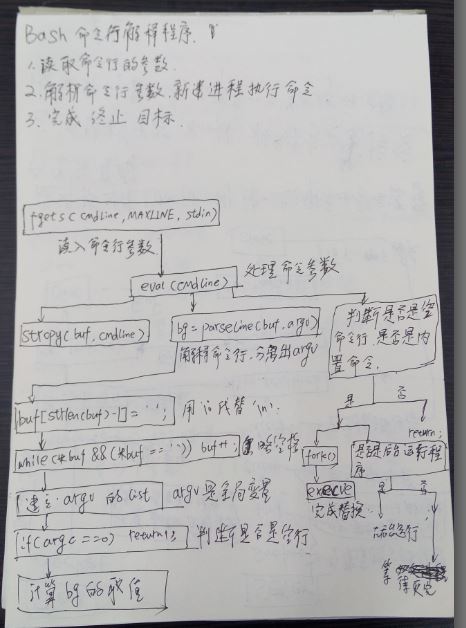 Bash 命令行解释程序.
1. 读取命令行的参数.
2. 解析命令行参数.新建进程执行命令
3. 完成 终止 目标.
fgets( cmdline, MAXLINE, stdin)
读入命令行参数
eval (cmdline)
处理命令参数
stropy(buf, cmdline)
bg = parseline(buf, argv)
解释命令行,分离出argv
判断是否是空
命令行,是否是内
置命令.
是
否
buf[strlen(buf)-1] = ' ';
用 代替 '\n'.
return;
while(*buf &&(*buf == ' ')) buf++;
略空格
fork()
是否是后台运行程
序
建立 argv 的 list
argv 是全局变量
execve
完成替换
是
否
if(argc ==0) return 1;
判断是否是空行
后台运行
计算 bg 的取值
等
待